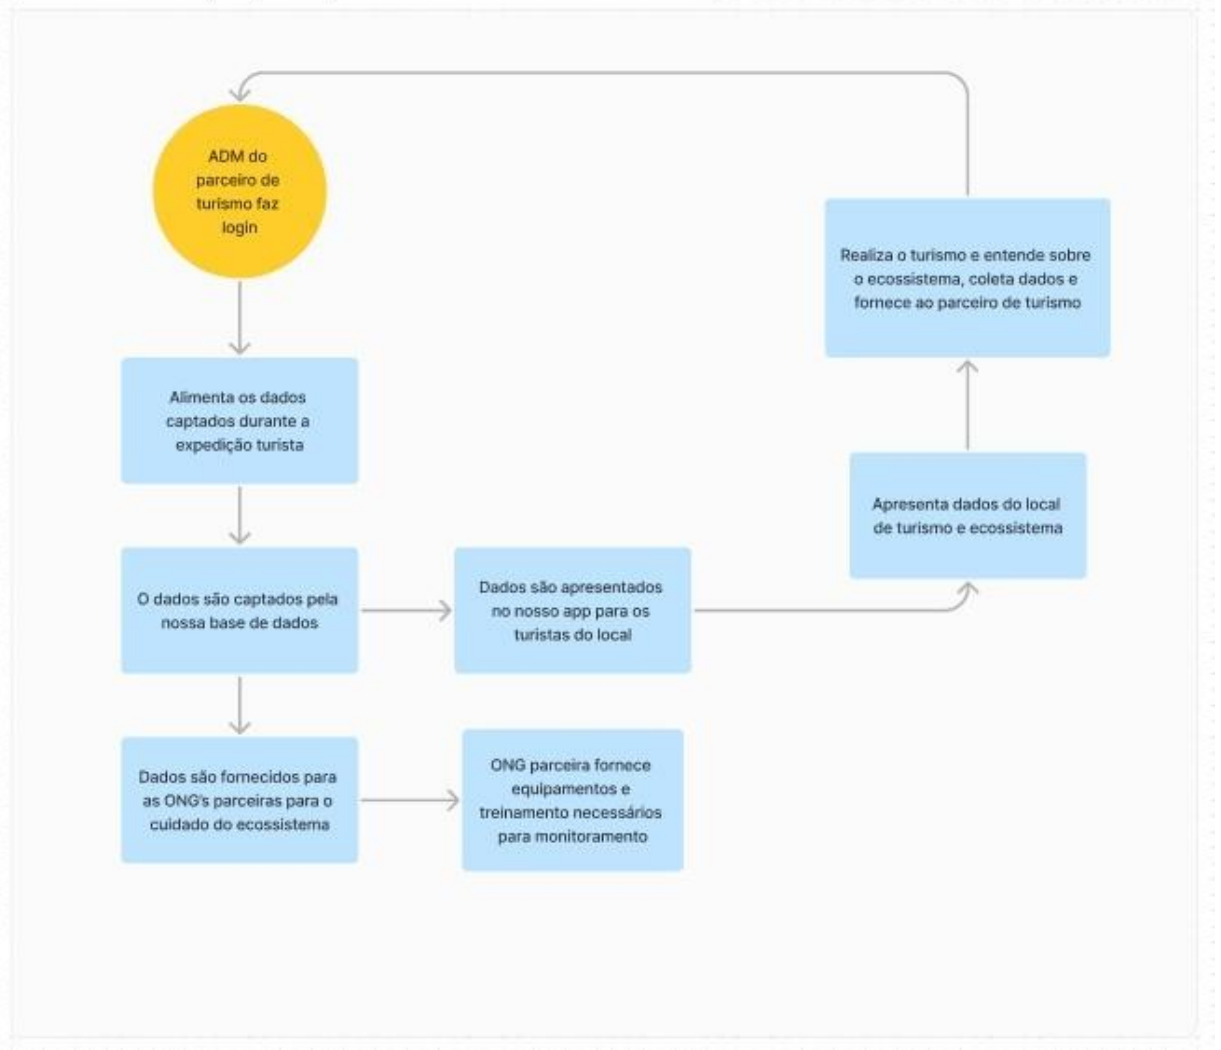 ADM do
parceiro de
turismo faz
login
Alimenta os dados
captados durante a
expedição turista
O dados são captados pela
nossa base de dados
Dados são apresentados
no nosso app para os
turistas do local
Apresenta dados do local
de turismo e ecossistema
Realiza o turismo e entende sobre
o ecossistema, coleta dados e
fornece ao parceiro de turismo
Dados são fornecidos para
as ONG's parceiras para o
cuidado do ecossistema
ONG parceira fornece
equipamentos e
treinamento necessários
para monitoramento